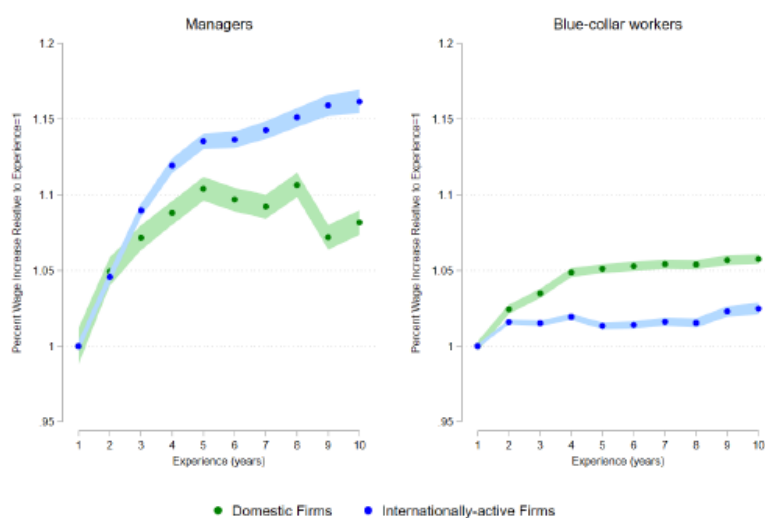 Managers
Percent Wage Increase Relative to Experience=1
1.2
1.15
1.1
1.05
1
.95
1 2 3 4 5 6 7 8 9 10
Experience (years)
Blue-collar workers
Percent Wage Increase Relative to Experience=1
1.2
1.15
1.1
1.05
1
.95
1 2 3 4 5 6 7 8 9 10
Experience (years)
Domestic Firms Internationally-active Firms